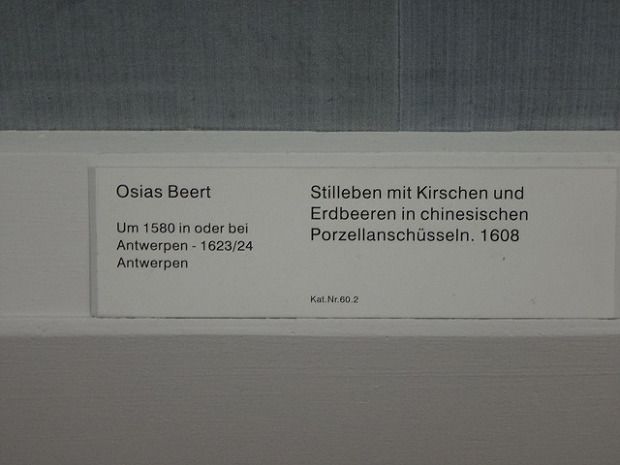 Osias Beert
Um 1580 in oder bei
Antwerpen - 1623/24
Antwerpen
Stilleben mit Kirschen und
Erdbeeren in chinesischen
Porzellanschüsseln. 1608
Kat.Nr.60.2